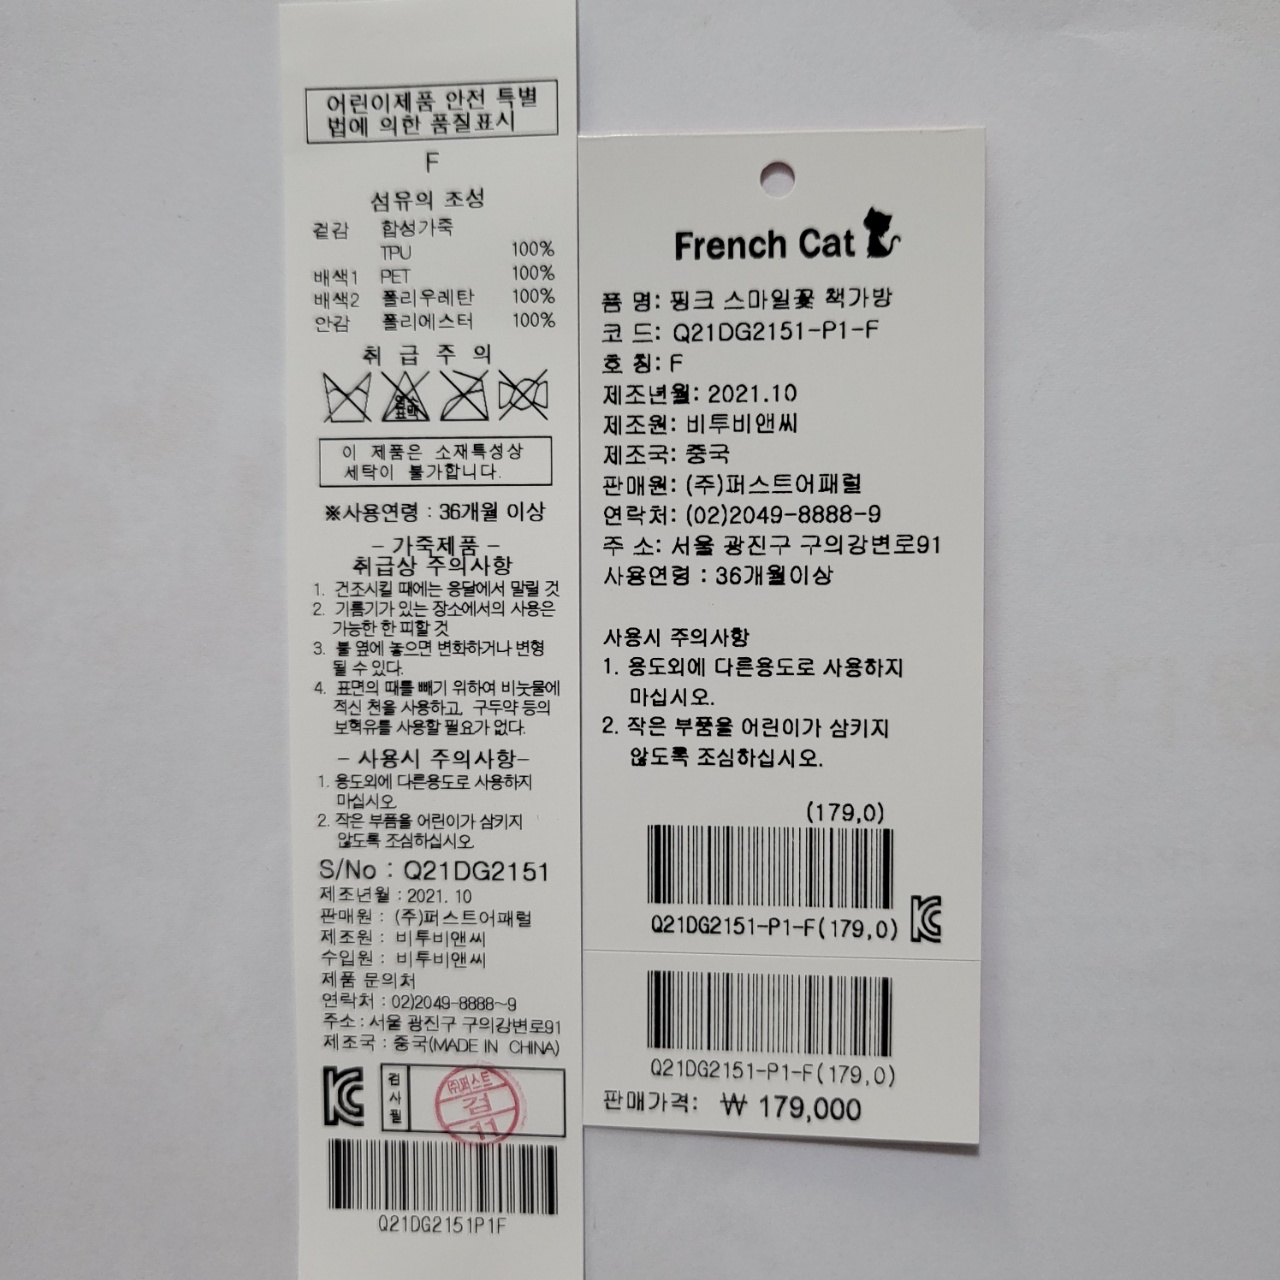 어린이제품 안전 특별
법에 의한 품질표시
F
섬유의 조성
겉감 합성가죽
TPU 100%
배색1 PET 100%
배색2 폴리우레탄 100%
안감 폴리에스터 100%
취 급 주 의
염소
표백
이 제품은 소재특성상
세탁이 불가합니다.
※사용연령 : 36개월 이상
- 가죽제품 -
취급상 주의사항
1. 건조시킬 때에는 응달에서 말릴 것
2. 기름기가 있는 장소에서의 사용은
가능한 한 피할 것
3. 불 옆에 놓으면 변화하거나 변형
될 수 있다.
4. 표면의 때를 빼기 위하여 비눗물에
적신 천을 사용하고, 구두약 등의
보혁유를 사용할 필요가 없다.
- 사용시 주의사항-
1. 용도외에 다른용도로 사용하지
마십시오
2. 작은 부품을 어린이가 삼키지
않도록 조심하십시오
S/No : Q21DG2151
제조년월 : 2021. 10
판매원 : (주)퍼스트어패럴
제조원 : 비투비앤씨
수입원 : 비투비앤씨
제품 문의처
연락처 : 02)2049-8888~9
주소 : 서울 광진구 구의강변로91
제조국 : 중국(MADE IN CHINA)
검사필
㈜퍼스트
검
11
Q21DG2151P1F
French Cat
품 명: 핑크 스마일꽃 책가방
코 드: Q21DG2151-P1-F
호 칭: F
제조년월: 2021.10
제조원: 비투비앤씨
제조국: 중국
판매원: (주)퍼스트어패럴
연락처: (02)2049-8888-9
주 소: 서울 광진구 구의강변로91
사용연령 : 36개월이상
사용시 주의사항
1. 용도외에 다른용도로 사용하지
마십시오.
2. 작은 부품을 어린이가 삼키지
않도록 조심하십시오.
(179,0)
Q21DG2151-P1-F(179,0)
Q21DG2151-P1-F(179,0)
판매가격: ₩ 179,000